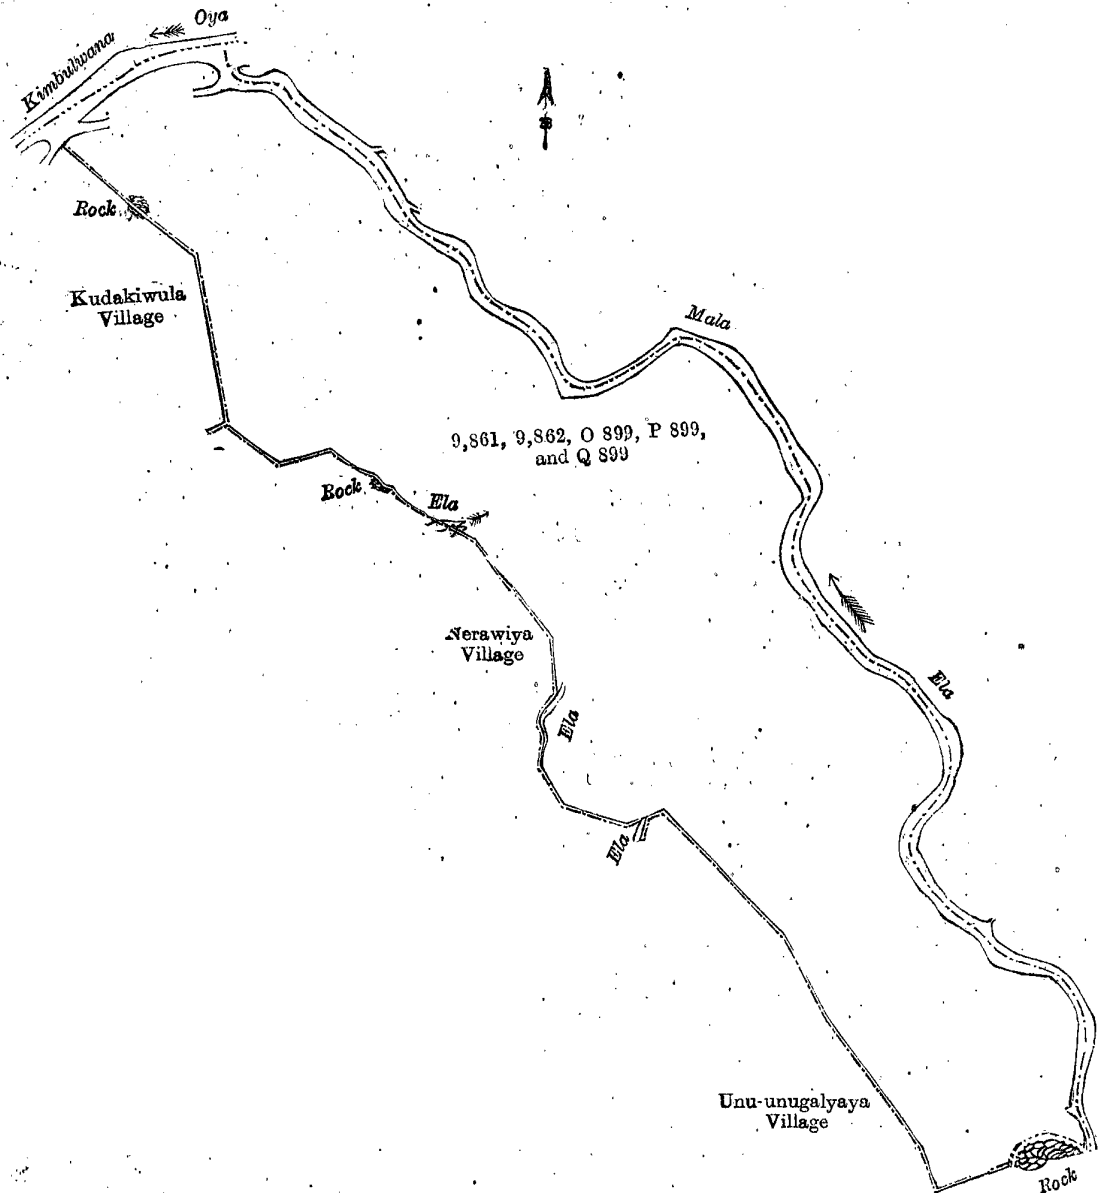 Oya
Kimbulwana
Rock
Kudakiwula
Village
Mala
9,861, 9,862, O 899, P 899,
and Q 899
Rock
Ela
Nerawiya
Village
Ela
Ela
Ela
Unu-unugalyaya
Village
Rock